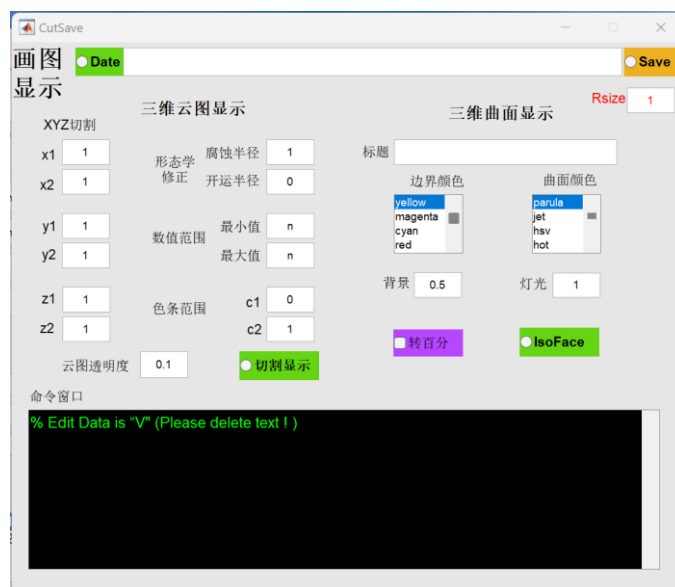 CutSave
画图
显示
Date
Save
Rsize 1
三维云图显示
三维曲面显示
XYZ切割
x1 1
x2 1
形态学
修正
腐蚀半径 1
开运半径 0
标题
边界颜色
曲面颜色
yellow
magenta
cyan
red
parula
jet
hsv
hot
y1 1
y2 1
数值范围
最小值 n
最大值 n
背景 0.5
灯光 1
z1 1
z2 1
色条范围
c1 0
c2 1
转百分
IsoFace
云图透明度 0.1
切割显示
命令窗口
% Edit Data is “V" (Please delete text ! )